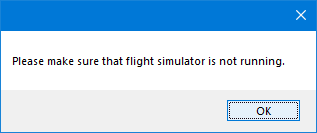 Please make sure that flight simulator is not running.
OK